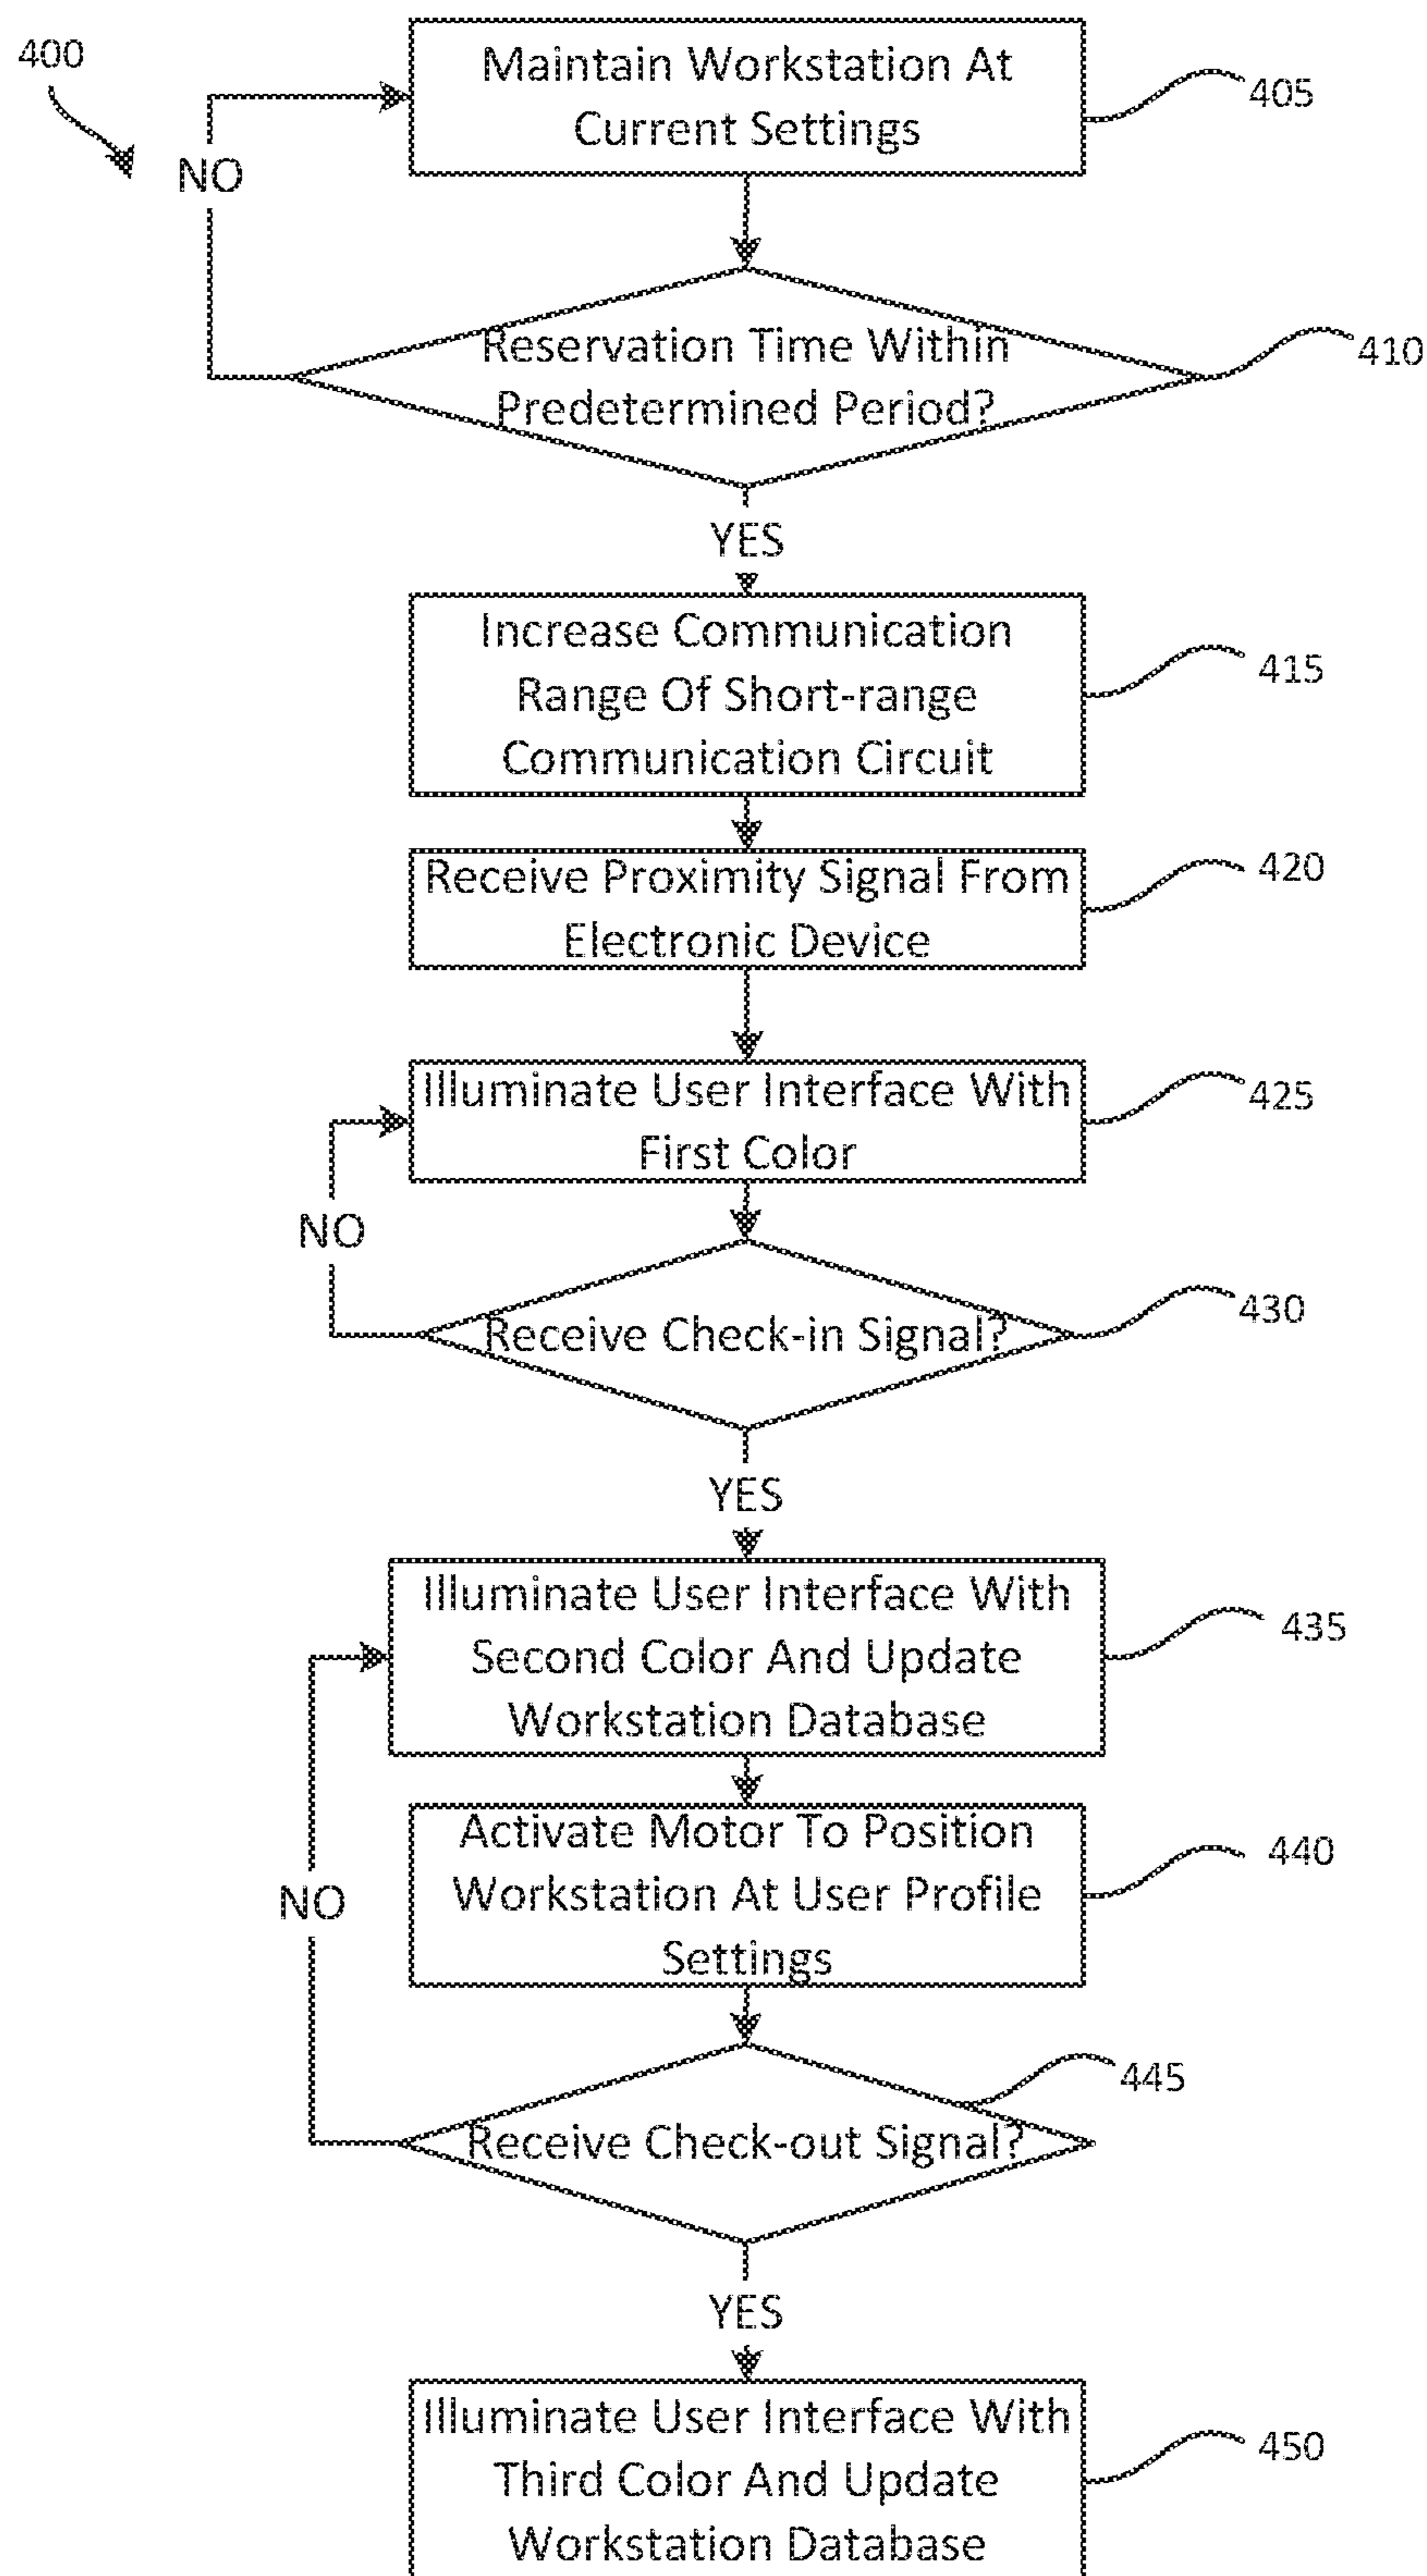 400
Maintain Workstation At
Current Settings
405
NO
Reservation Time Within
Predetermined Period?
410
YES
Increase Communication
Range Of Short-range
Communication Circuit
415
Receive Proximity Signal From
Electronic Device
420
Illuminate User Interface With
First Color
425
NO
Receive Check-in Signal?
430
YES
Illuminate User Interface With
Second Color And Update
Workstation Database
435
Activate Motor To Position
Workstation At User Profile
Settings
440
NO
445
Receive Check-out Signal?
YES
Illuminate User Interface With
Third Color And Update
Workstation Database
450